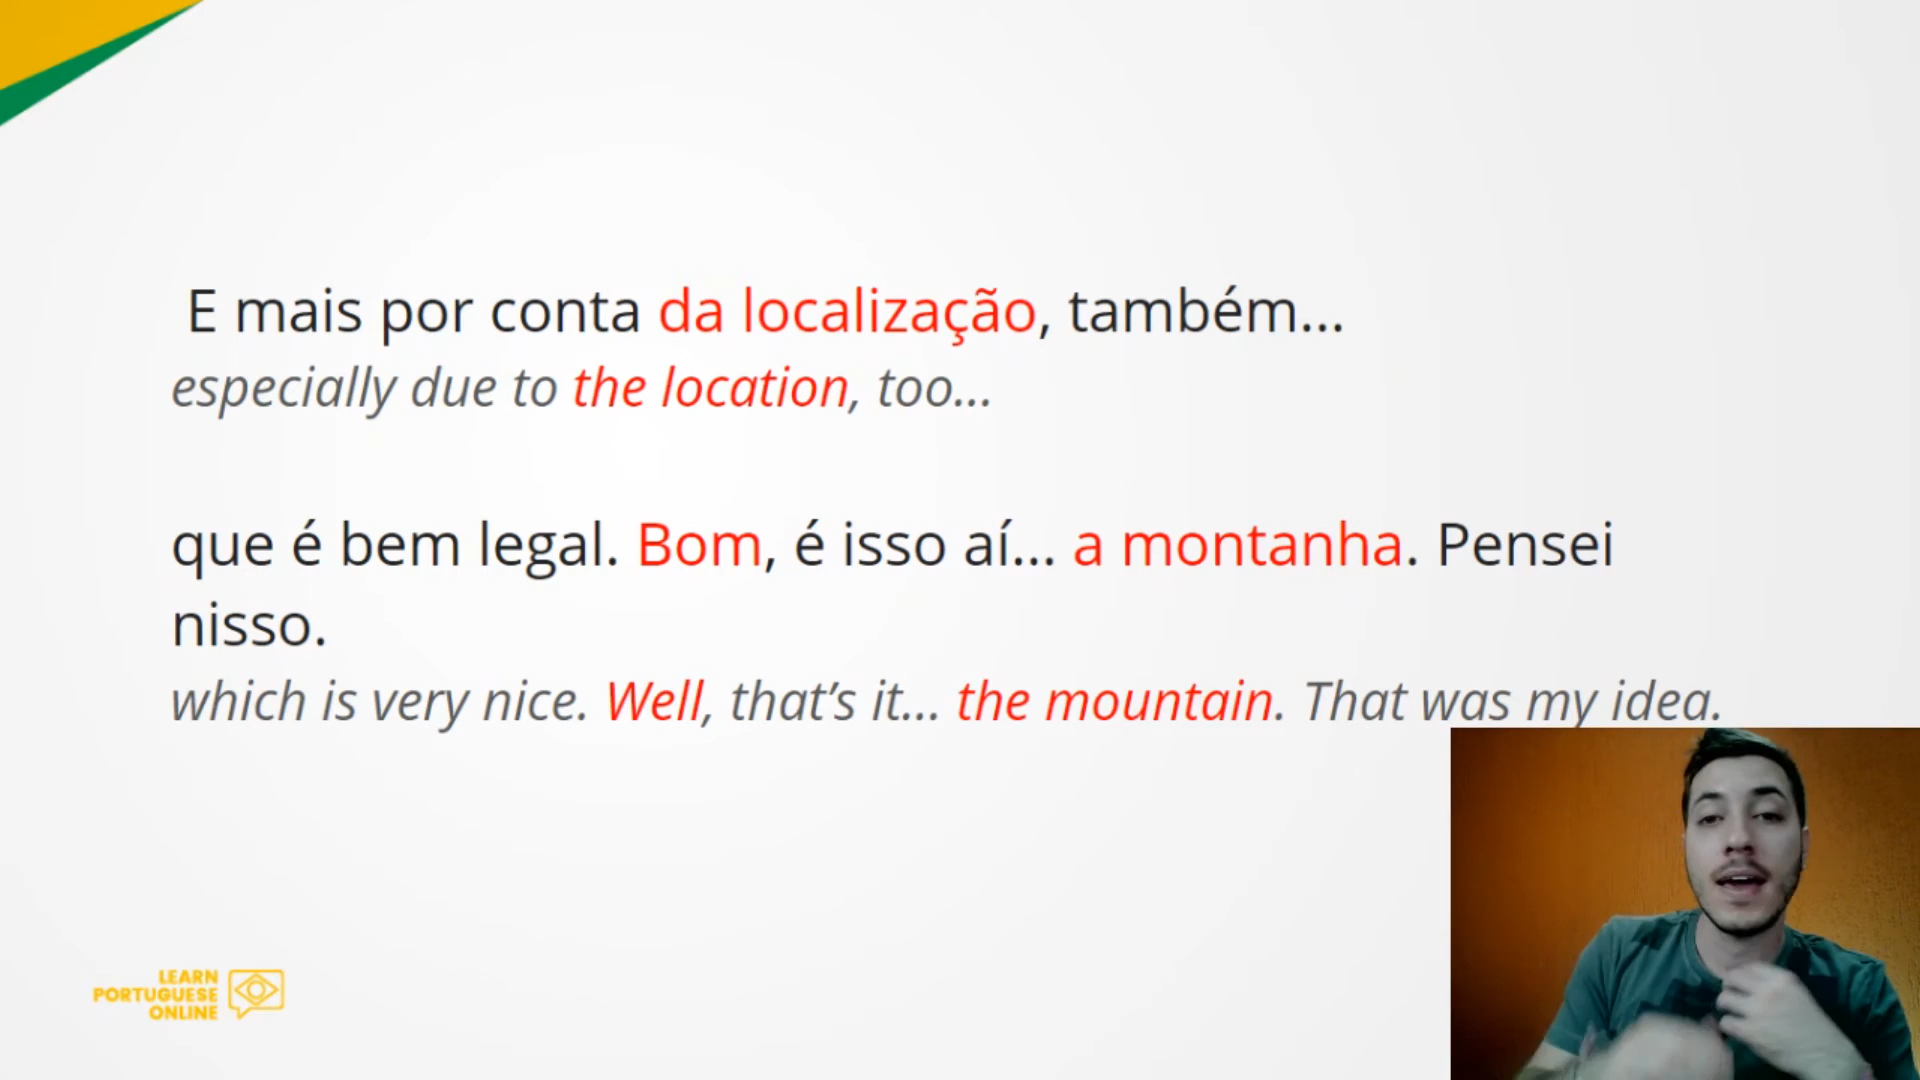 E mais por conta da localização, também...
especially due to the location, too...
que é bem legal. Bom, é isso aí... a montanha. Pensei
nisso.
which is very nice. Well, that’s it... the mountain. That was my idea.
LEARN
PORTUGUESE
ONLINE